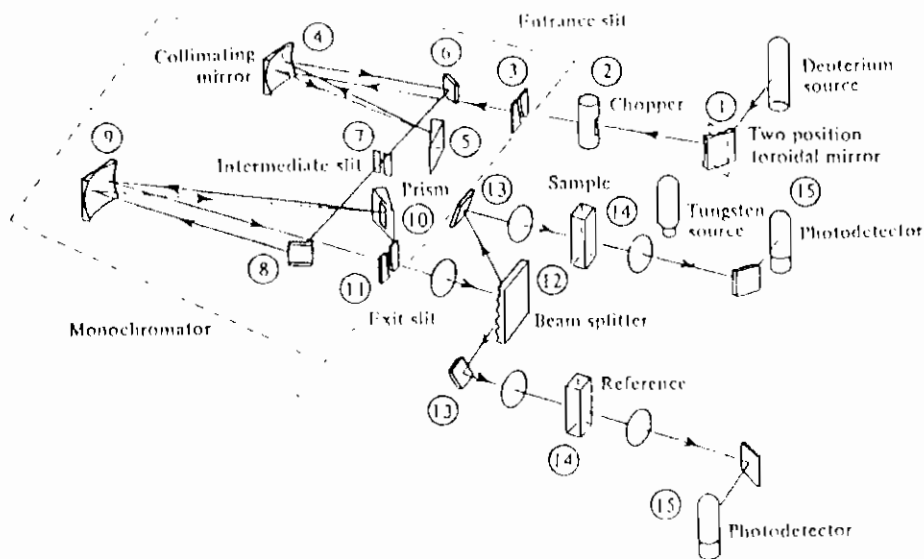 Entrance slit
4
6
Collimating
mirror
3
2
Deuterium
source
Chopper
1
Two position
toroidal mirror
9
7
5
Intermediate slit
Prism
13
Sample
15
10
14
Tungsten
source
Photodetector
8
11
12
Exit slit
Beam splitter
Monochromator
13
Reference
14
15
Photodetector